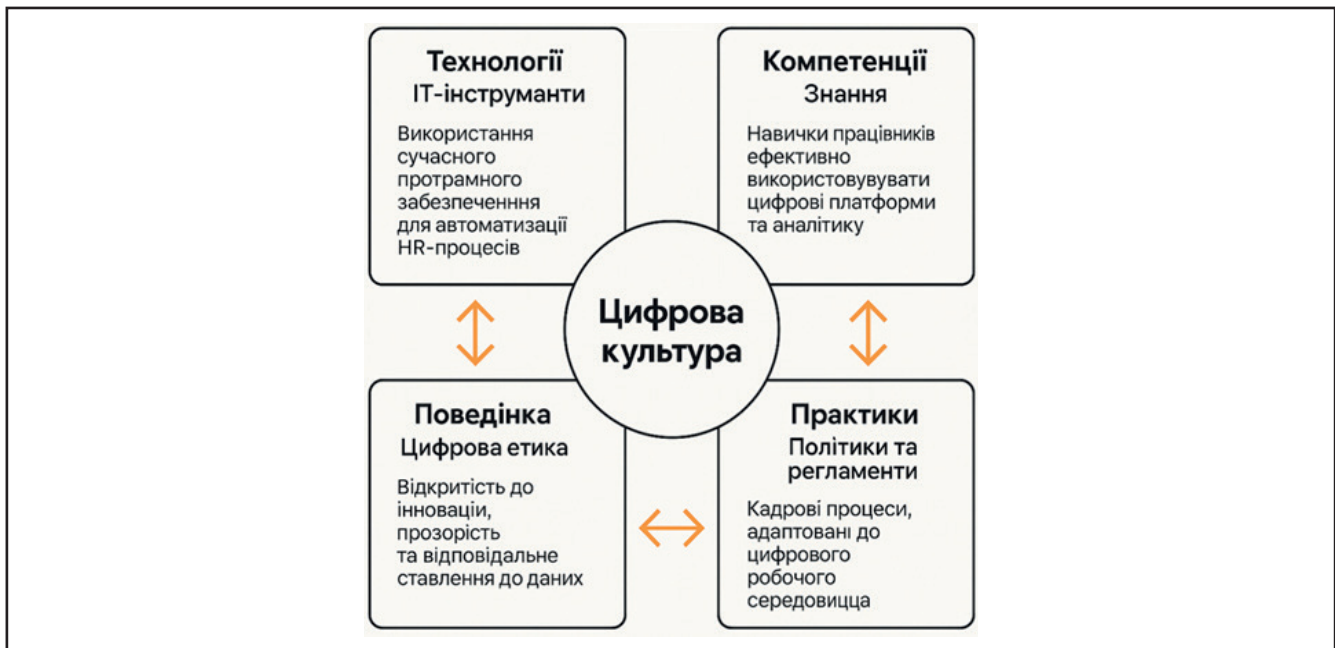 Технології
ІТ-інструманти
Використання
сучасного
протрамного
забезпеченння
для автоматизації
HR-процесів
Компетенції
Знання
Навички працівників
ефективно
використовувувати
цифрові платформи
та аналітику
Цифрова
культура
Поведінка
Цифрова етика
Відкритість до
інновацій,
прозорість
та відповідальне
ставлення до даних
Практики
Політики та
регламенти
Кадрові процеси,
адаптовані до
цифрового
робочого
середовицца